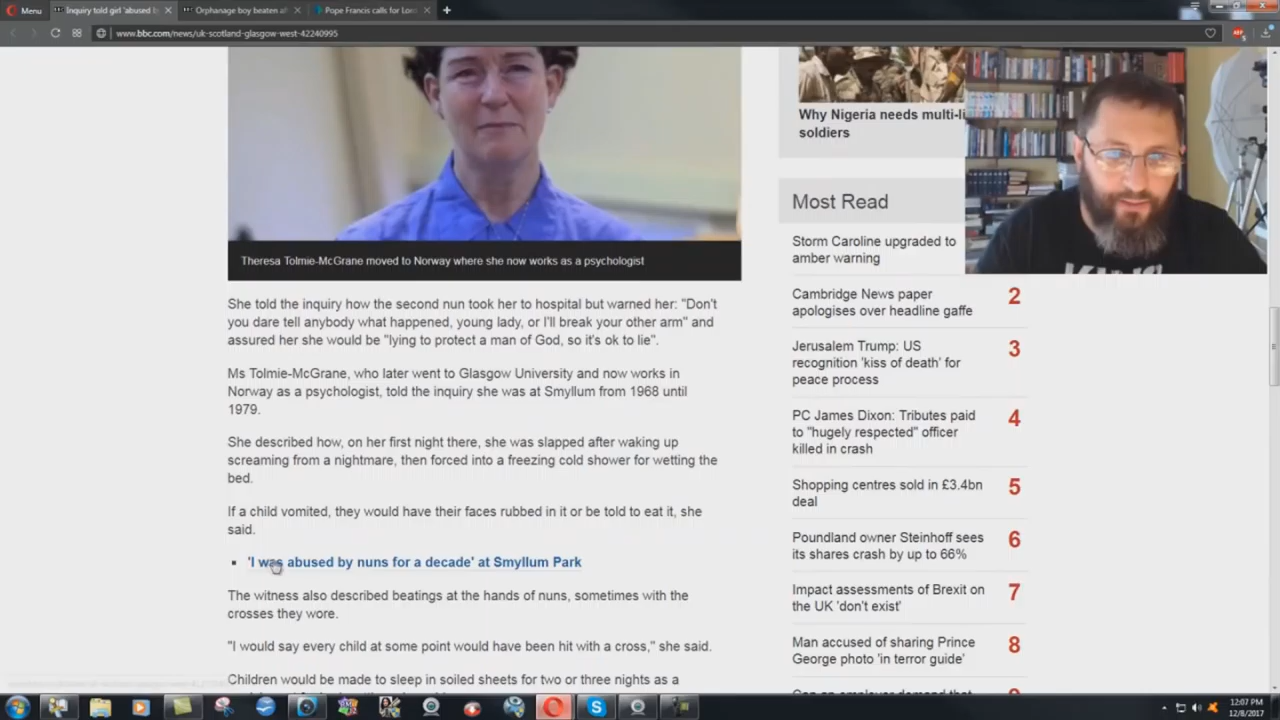 Menu
Inquiry told girl 'abused b
Orphanage boy beaten af
Pope Francis calls for Lord
www.bbc.com/news/uk-scotland-glasgow-west-42240995
Theresa Tolmie-McGrane moved to Norway where she now works as a psychologist
She told the inquiry how the second nun took her to hospital but warned her: "Don't
you dare tell anybody what happened, young lady, or I'll break your other arm" and
assured her she would be "lying to protect a man of God, so it's ok to lie".
Ms Tolmie-McGrane, who later went to Glasgow University and now works in
Norway as a psychologist, told the inquiry she was at Smyllum from 1968 until
1979.
She described how, on her first night there, she was slapped after waking up
screaming from a nightmare, then forced into a freezing cold shower for wetting the
bed.
If a child vomited, they would have their faces rubbed in it or be told to eat it, she
said.
'I was abused by nuns for a decade' at Smyllum Park
The witness also described beatings at the hands of nuns, sometimes with the
crosses they wore.
"I would say every child at some point would have been hit with a cross," she said.
Children would be made to sleep in soiled sheets for two or three nights as a
Why Nigeria needs multi-li
soldiers
Most Read
Storm Caroline upgraded to
amber warning
Cambridge News paper
apologises over headline gaffe
2
Jerusalem Trump: US
recognition 'kiss of death' for
peace process
3
PC James Dixon: Tributes paid
to "hugely respected" officer
killed in crash
4
Shopping centres sold in £3.4bn
deal
5
Poundland owner Steinhoff sees
its shares crash by up to 66%
6
Impact assessments of Brexit on
the UK 'don't exist'
7
Man accused of sharing Prince
George photo 'in terror guide'
8
12:07 PM
12/8/2017